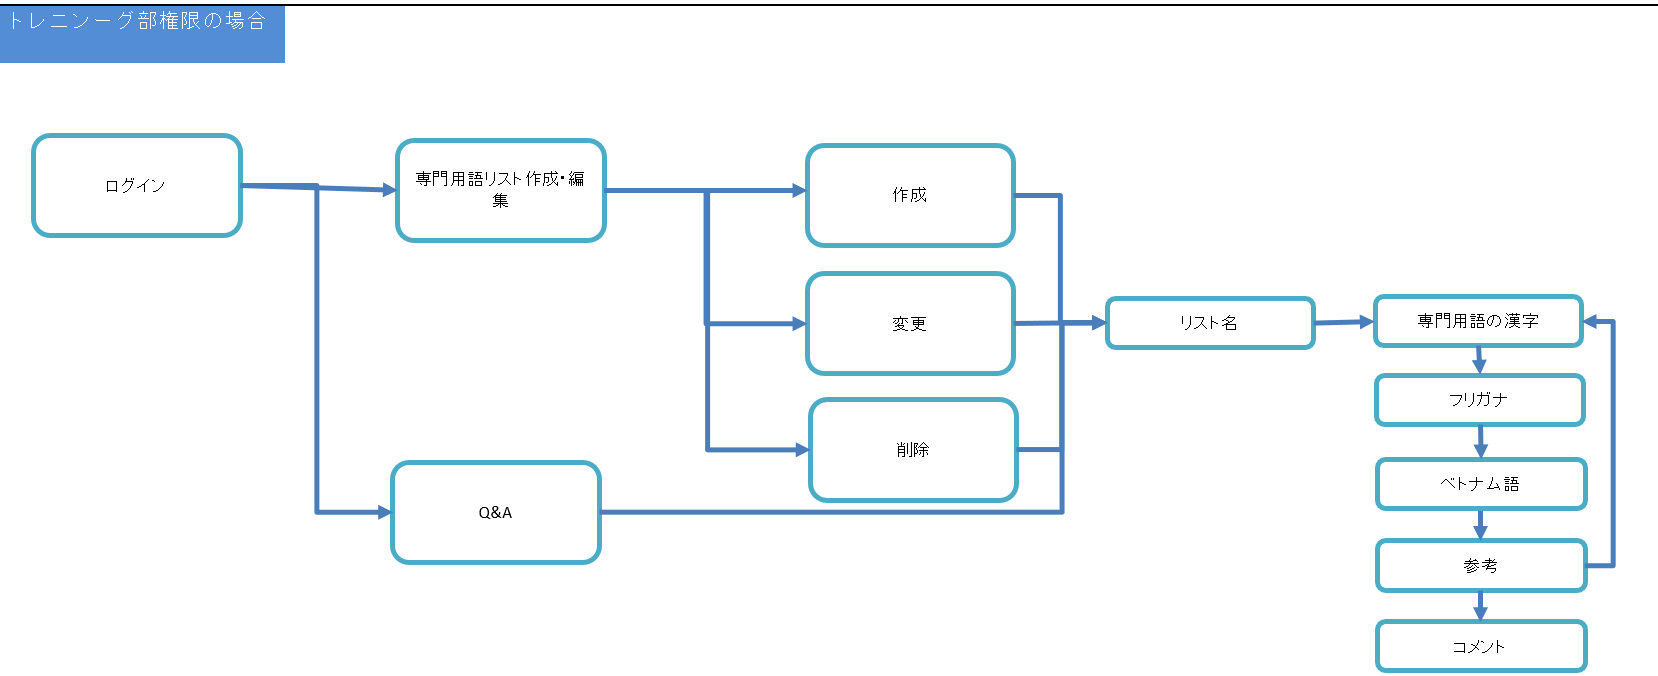 トレニンーグ部権限の場合
ログイン
専門用語リスト作成・編
集
作成
変更
削除
Q&A
リスト名
専門用語の漢字
フリガナ
ベトナム語
参考
コメント